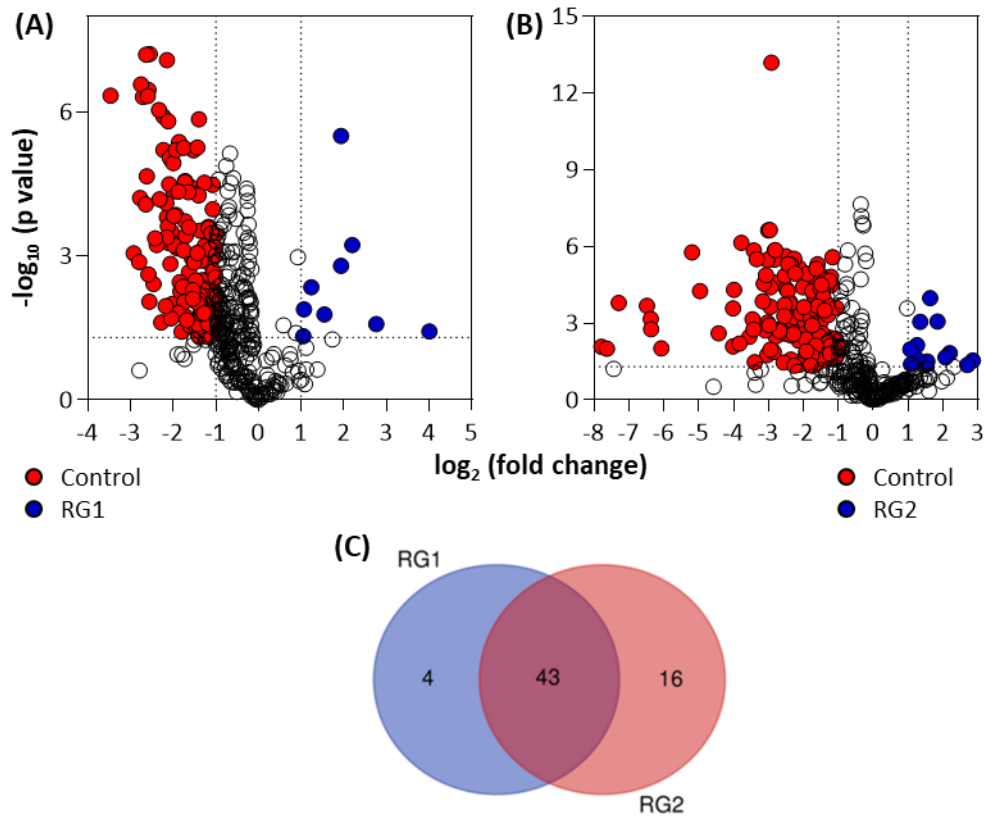 (A)
(B)
-log10 (p value)
6
3
0
-4 -3 -2 -1 0 1 2 3 4 5
15
12
9
6
3
0
-8 -7 -6 -5 -4 -3 -2 -1 0 1 2 3
log2 (fold change)
Control
RG1
Control
RG2
(C)
RG1
4 43 16
RG2